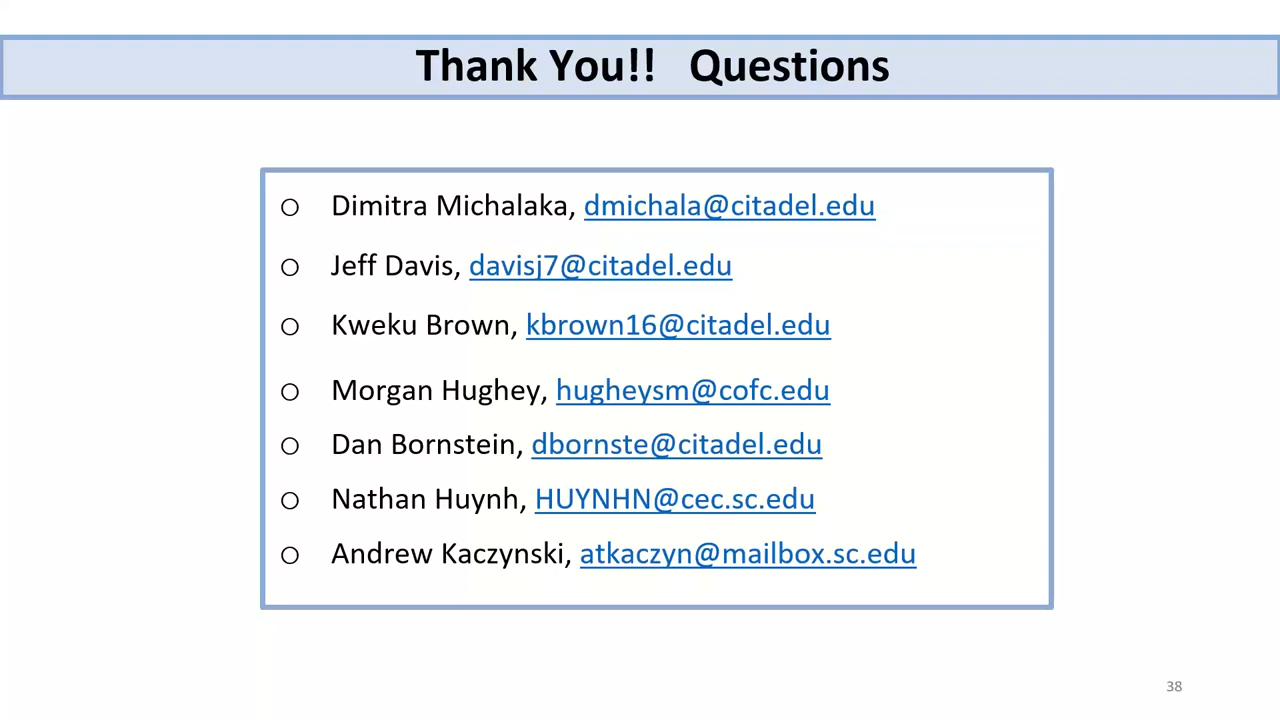 Thank You!! Questions
○ Dimitra Michalaka, dmichala@citadel.edu
○ Jeff Davis, davisj7@citadel.edu
○ Kweku Brown, kbrown16@citadel.edu
○ Morgan Hughey, hugheysm@cofc.edu
○ Dan Bornstein, dbornste@citadel.edu
○ Nathan Huynh, HUYNHN@cec.sc.edu
○ Andrew Kaczynski, atkaczyn@mailbox.sc.edu
38